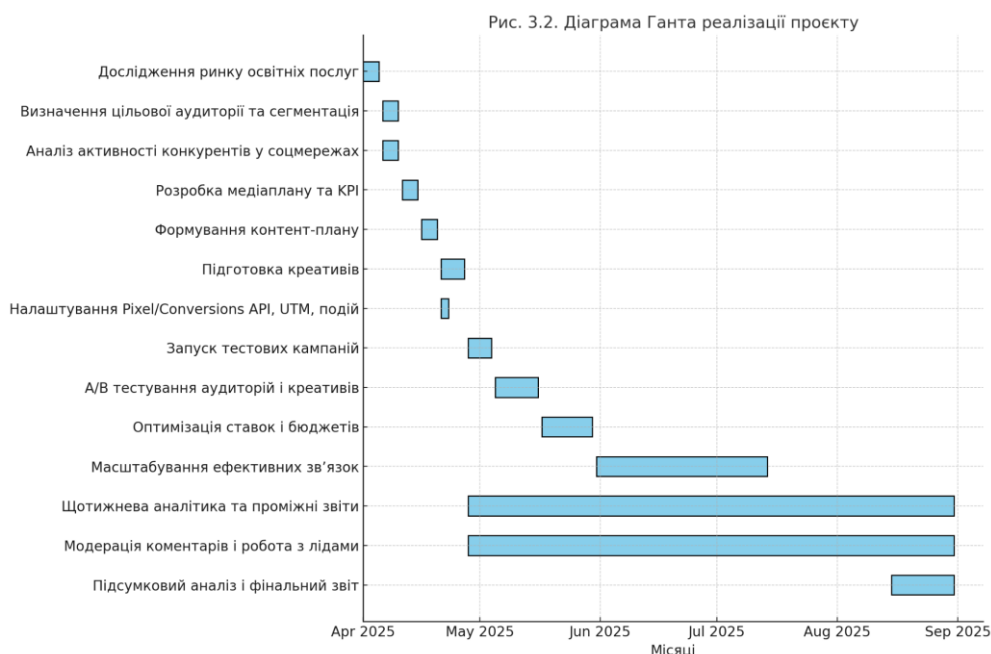 Рис. 3.2. Діаграма Ганта реалізації проєкту
Дослідження ринку освітніх послуг
Визначення цільової аудиторії та сегментація
Аналіз активності конкурентів у соцмережах
Розробка медіаплану та KPI
Формування контент-плану
Підготовка креативів
Налаштування Pixel/Conversions API, UTM, подій
Запуск тестових кампаній
A/B тестування аудиторій і креативів
Оптимізація ставок і бюджетів
Масштабування ефективних зв’язок
Щотижнева аналітика та проміжні звіти
Модерація коментарів і робота з лідами
Підсумковий аналіз і фінальний звіт
Apr 2025 May 2025 Jun 2025 Jul 2025 Aug 2025 Sep 2025
Місяці